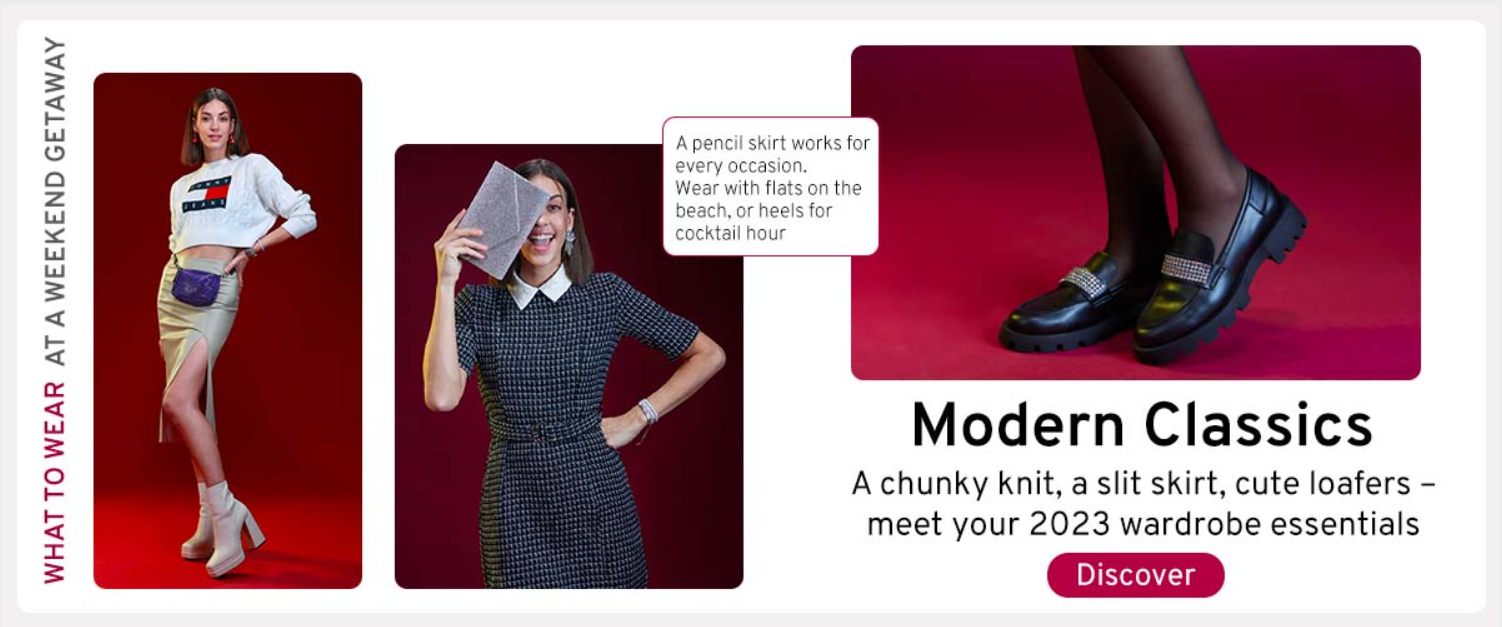 WHAT TO WEAR AT A WEEKEND GETAWAY
TOMMY
JEANS
A pencil skirt works for
every occasion.
Wear with flats on the
beach, or heels for
cocktail hour
Modern Classics
A chunky knit, a slit skirt, cute loafers –
meet your 2023 wardrobe essentials
Discover